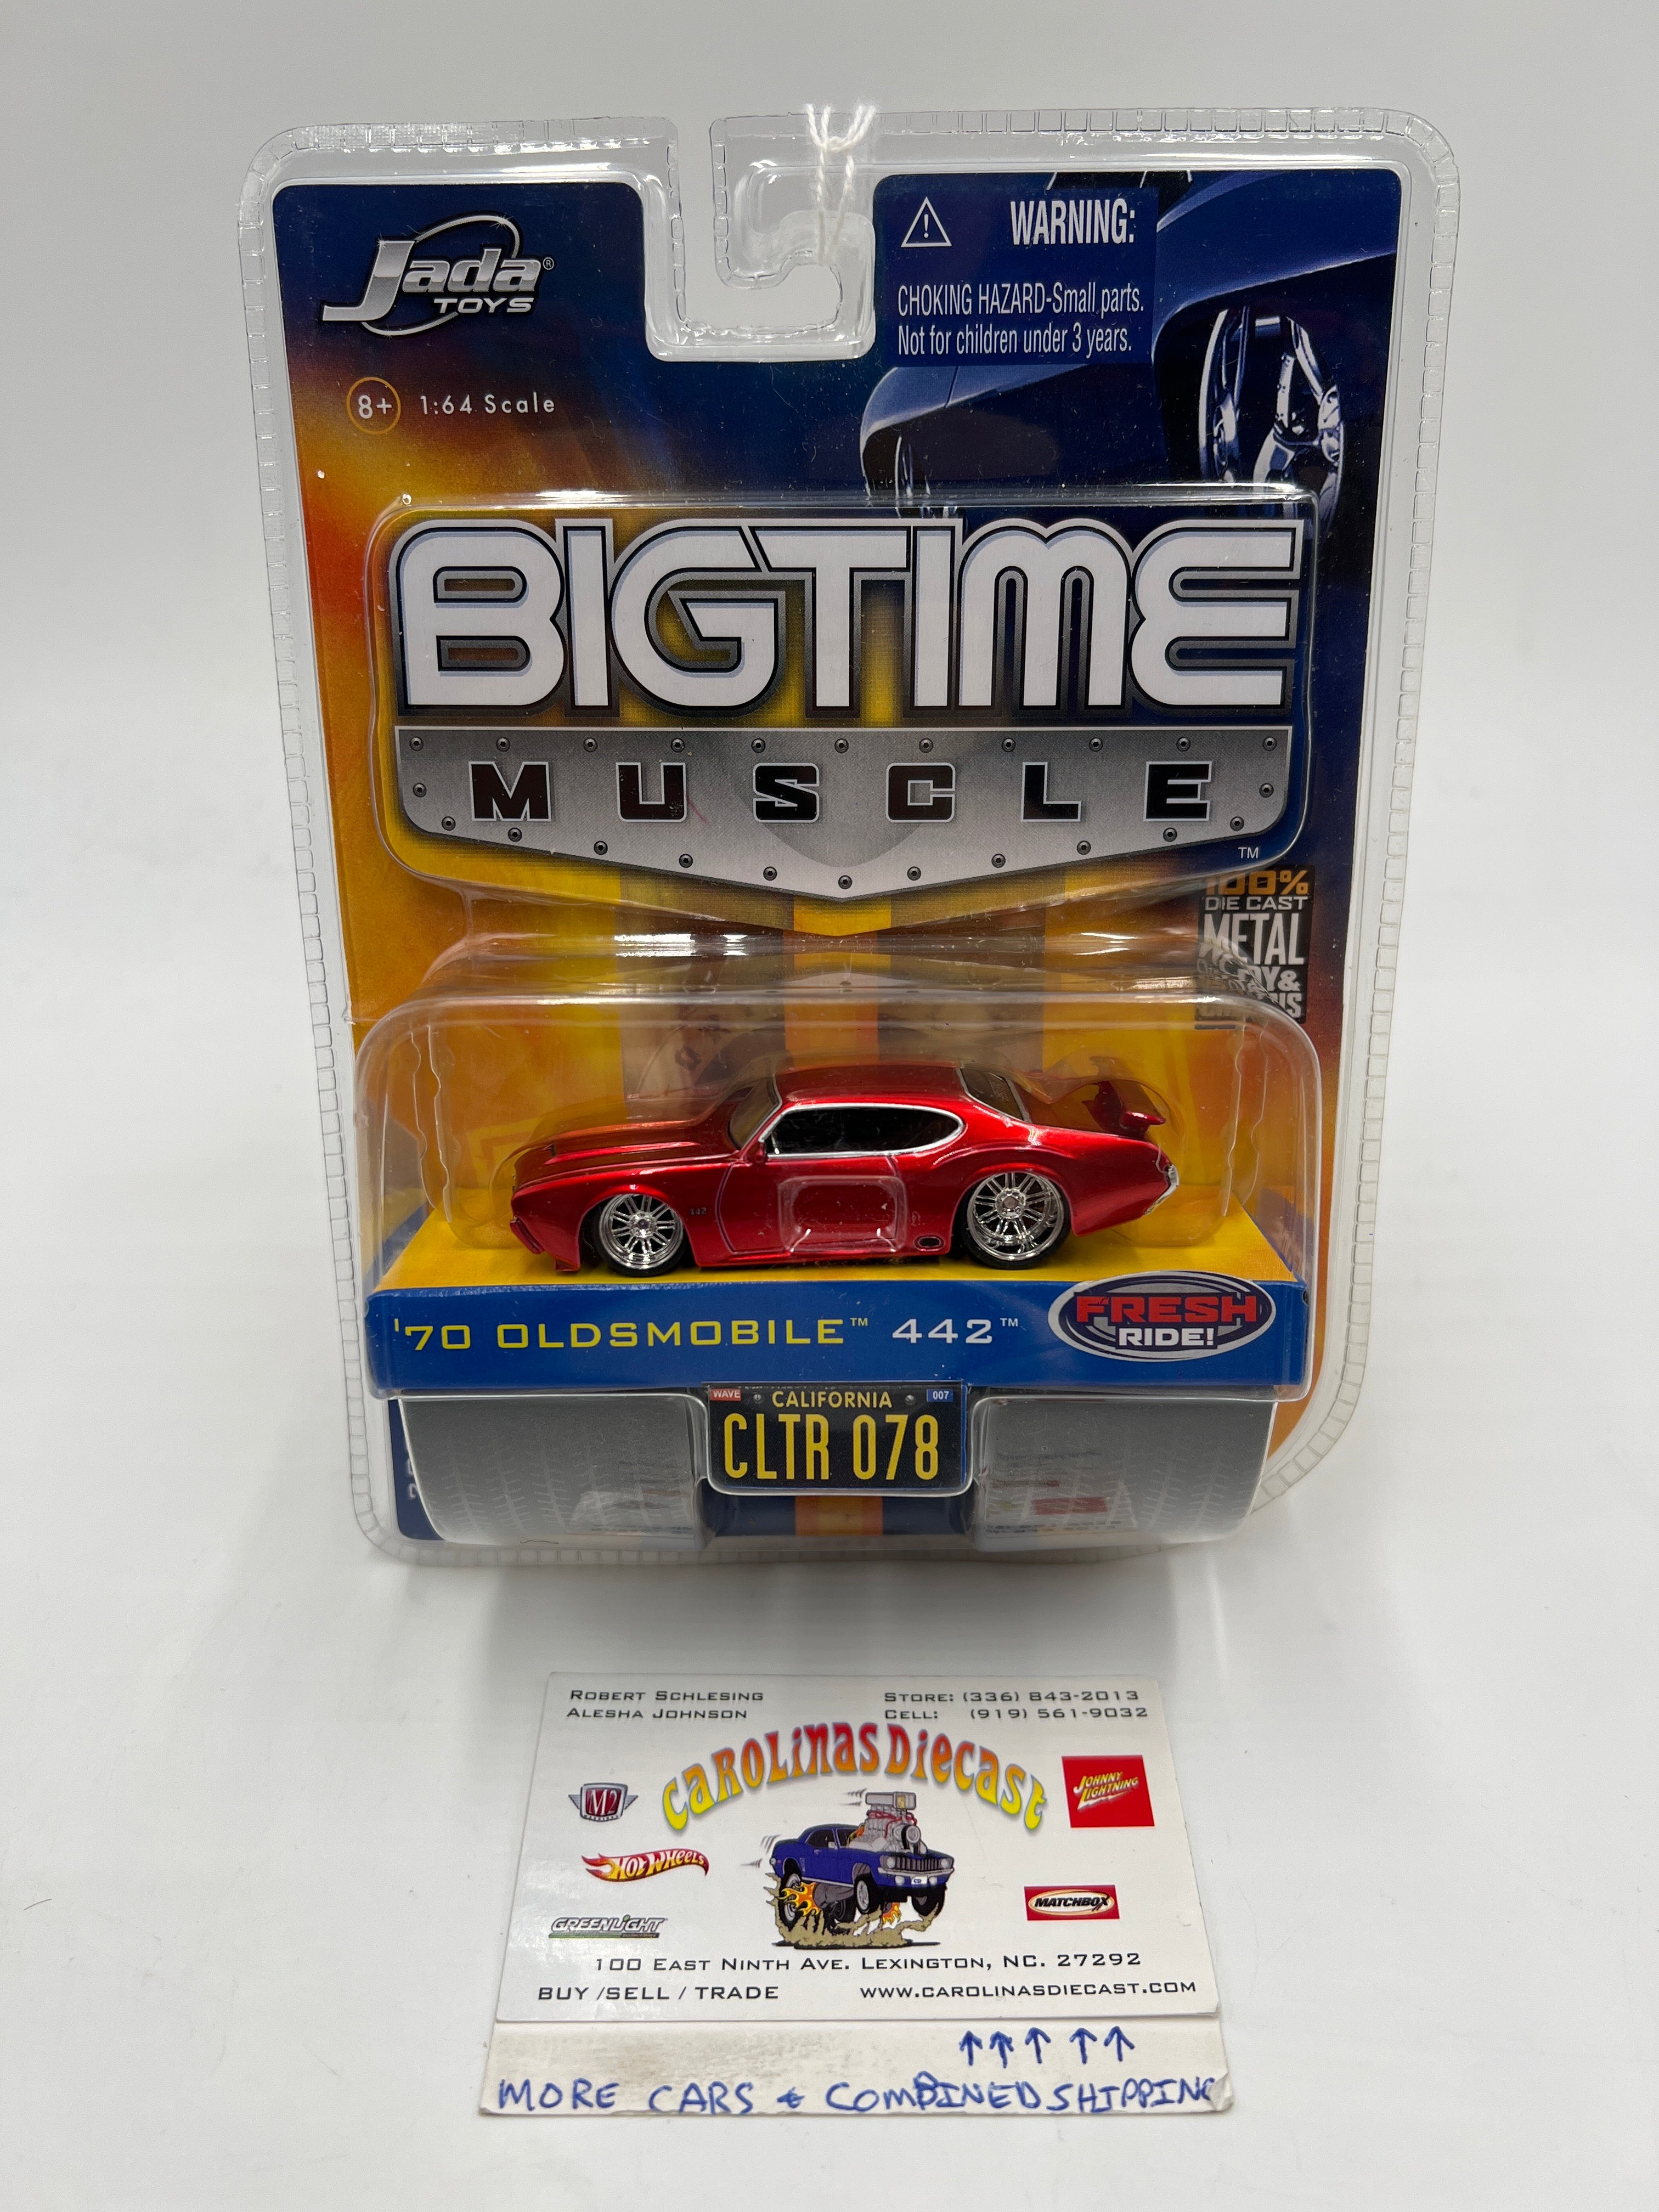 Jada®
TOYS
WARNING:
CHOKING HAZARD-Small parts.
Not for children under 3 years.
8+ 1:64 Scale
BIGTIME
MUSCLE
TM
100%
DIE CAST
METAL
442
'70 OLDSMOBILE™ 442™
FRESH
RIDE!
WAVE 007
CALIFORNIA
CLTR 078
ROBERT SCHLESING
ALESHA JOHNSON
STORE: (336) 843-2013
CELL: (919) 561-9032
CAROLINAS DIECAST
M2
JOHNNY
LIGHTNING
HOT WHEELS
MATCHBOX
GREENLIGHT
100 EAST NINTH AVE. LEXINGTON, NC. 27292
BUY /SELL / TRADE WWW.CAROLINASDIECAST.COM
↑↑↑ ↑↑
MORE CARS & COMBINED SHIPPING